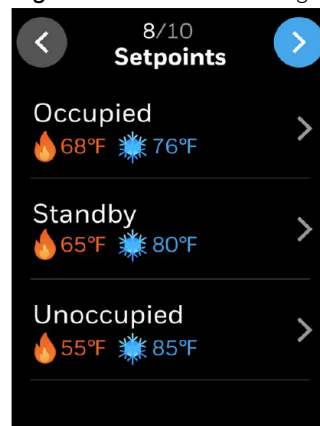 8/10
Setpoints
Occupied
68°F 76°F
Standby
65°F 80°F
Unoccupied
55°F 85°F